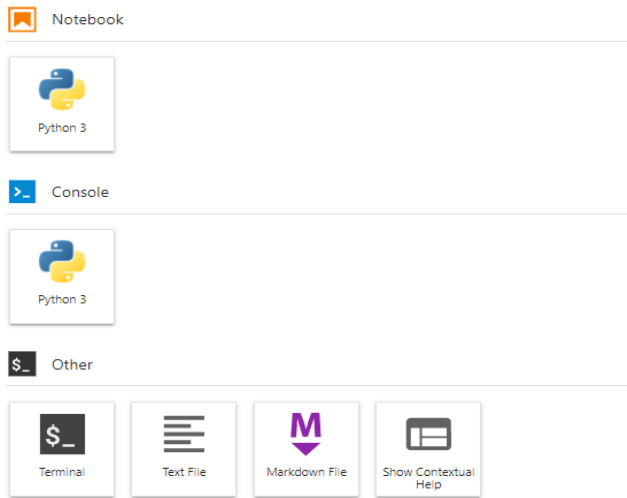 Notebook
Python 3
>_ Console
Python 3
$_ Other
$_
M
Terminal
Text File
Markdown File
Show Contextual
Help